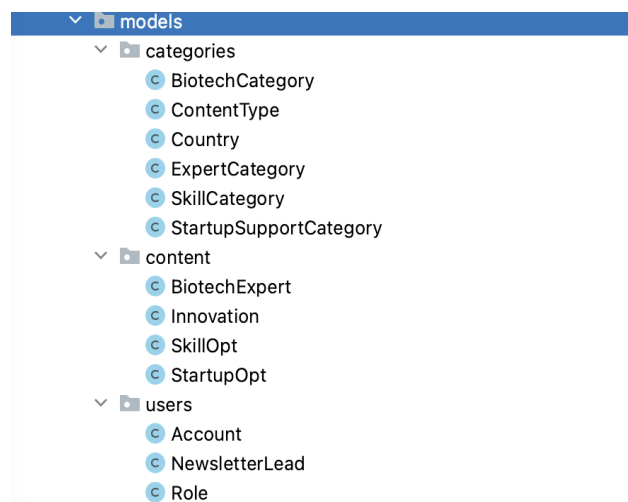 models
categories
C BiotechCategory
C ContentType
C Country
C ExpertCategory
C SkillCategory
C StartupSupportCategory
content
C BiotechExpert
C Innovation
C SkillOpt
C StartupOpt
users
C Account
C NewsletterLead
C Role